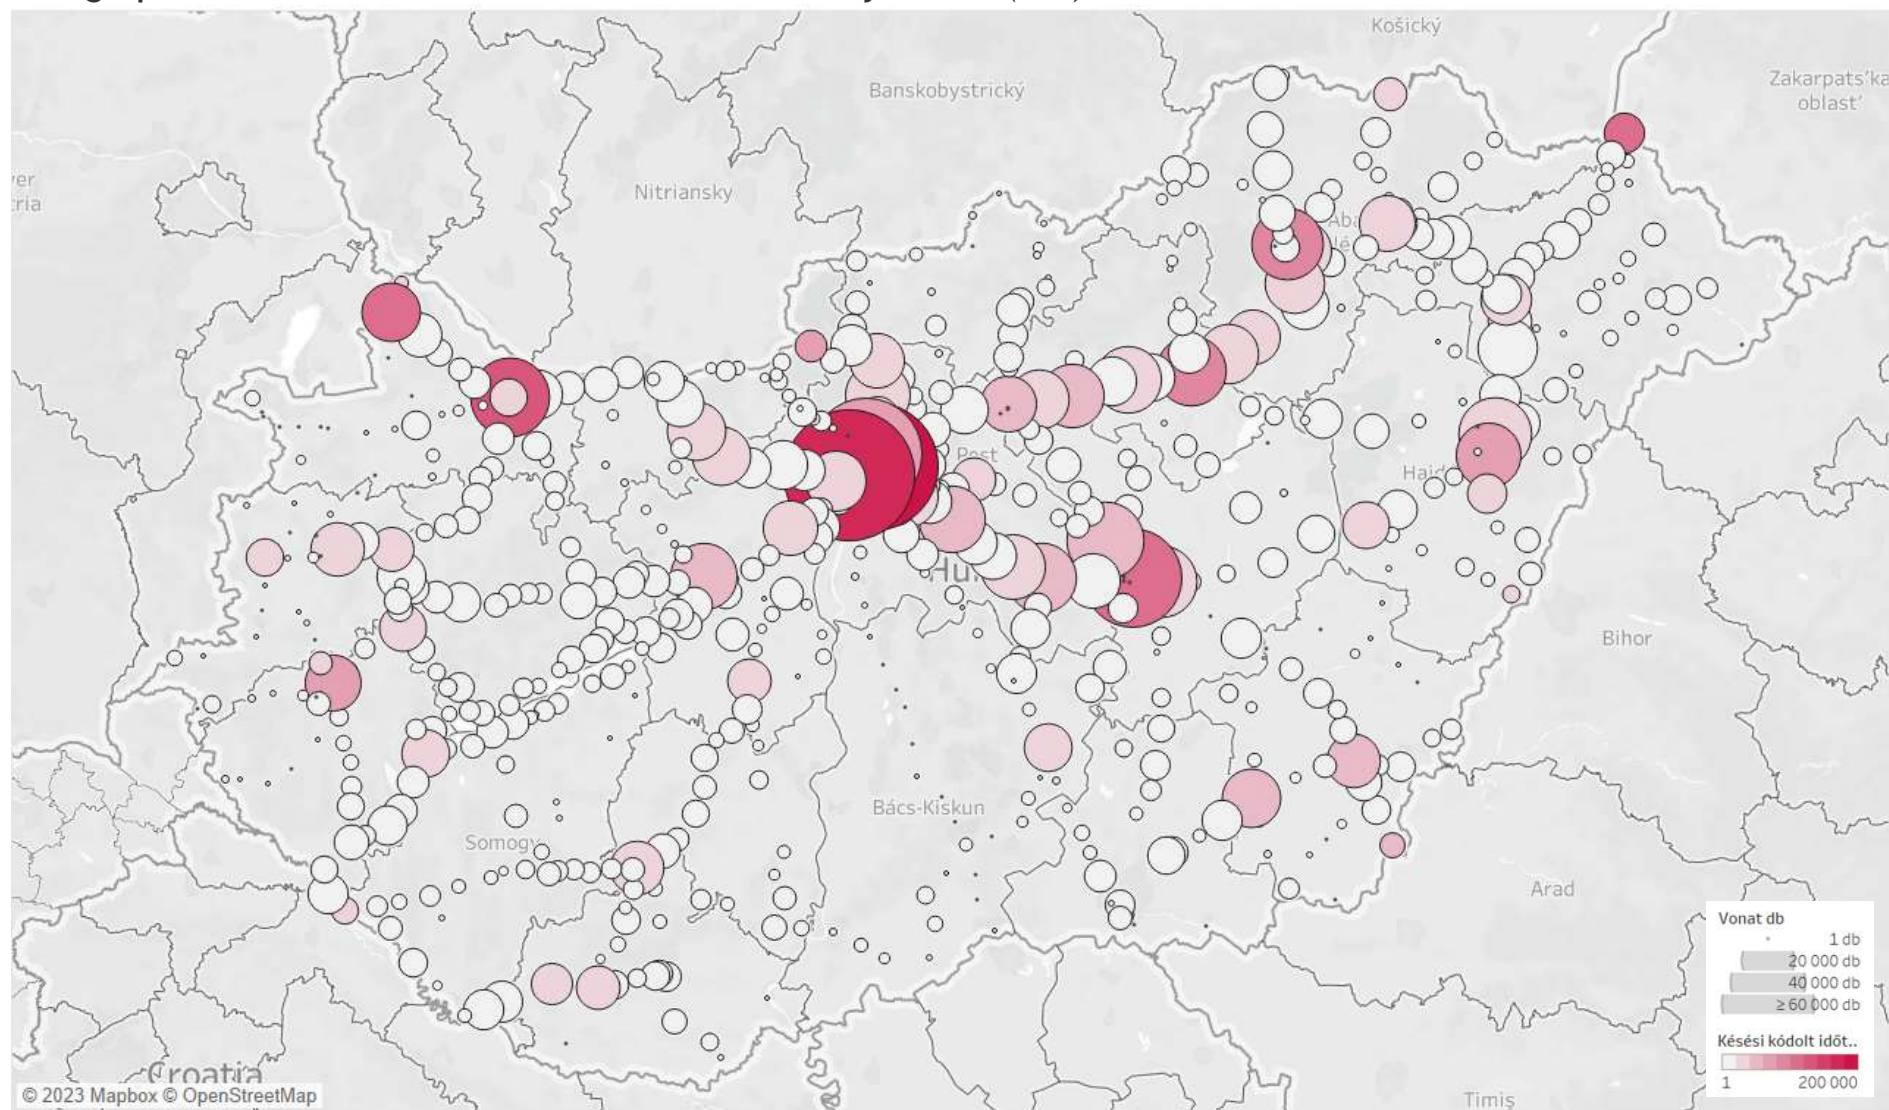 Košický
Zakarpats'ka
oblast'
Banskobystrický
Nitriansky
Pest
Bihor
Bács-Kiskun
Somogy
Arad
Croatia
Timiș
Vonat db
1 db
20 000 db
40 000 db
≥ 60 000 db
Késési kódolt időt..
1 200 000
© 2023 Mapbox © OpenStreetMap